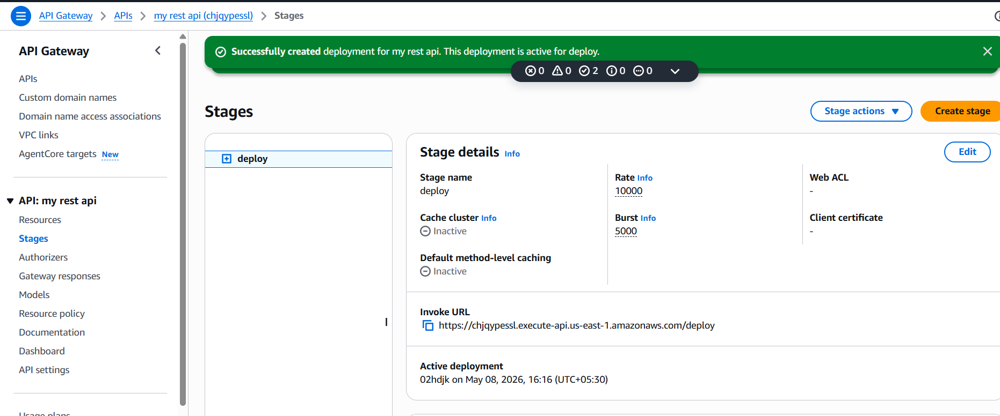 API Gateway > APIs > my rest api (chjqypessl) > Stages
API Gateway
APIs
Custom domain names
Domain name access associations
VPC links
AgentCore targets New
API: my rest api
Resources
Stages
Authorizers
Gateway responses
Models
Resource policy
Documentation
Dashboard
API settings
Usage plans
Successfully created deployment for my rest api. This deployment is active for deploy.
0 0 2 0 0
Stages
Stage actions
Create stage
deploy
Stage details Info
Edit
Stage name
deploy
Rate Info
10000
Web ACL
-
Cache cluster Info
Inactive
Burst Info
5000
Client certificate
-
Default method-level caching
Inactive
Invoke URL
https://chjqypessl.execute-api.us-east-1.amazonaws.com/deploy
Active deployment
02hdjk on May 08, 2026, 16:16 (UTC+05:30)